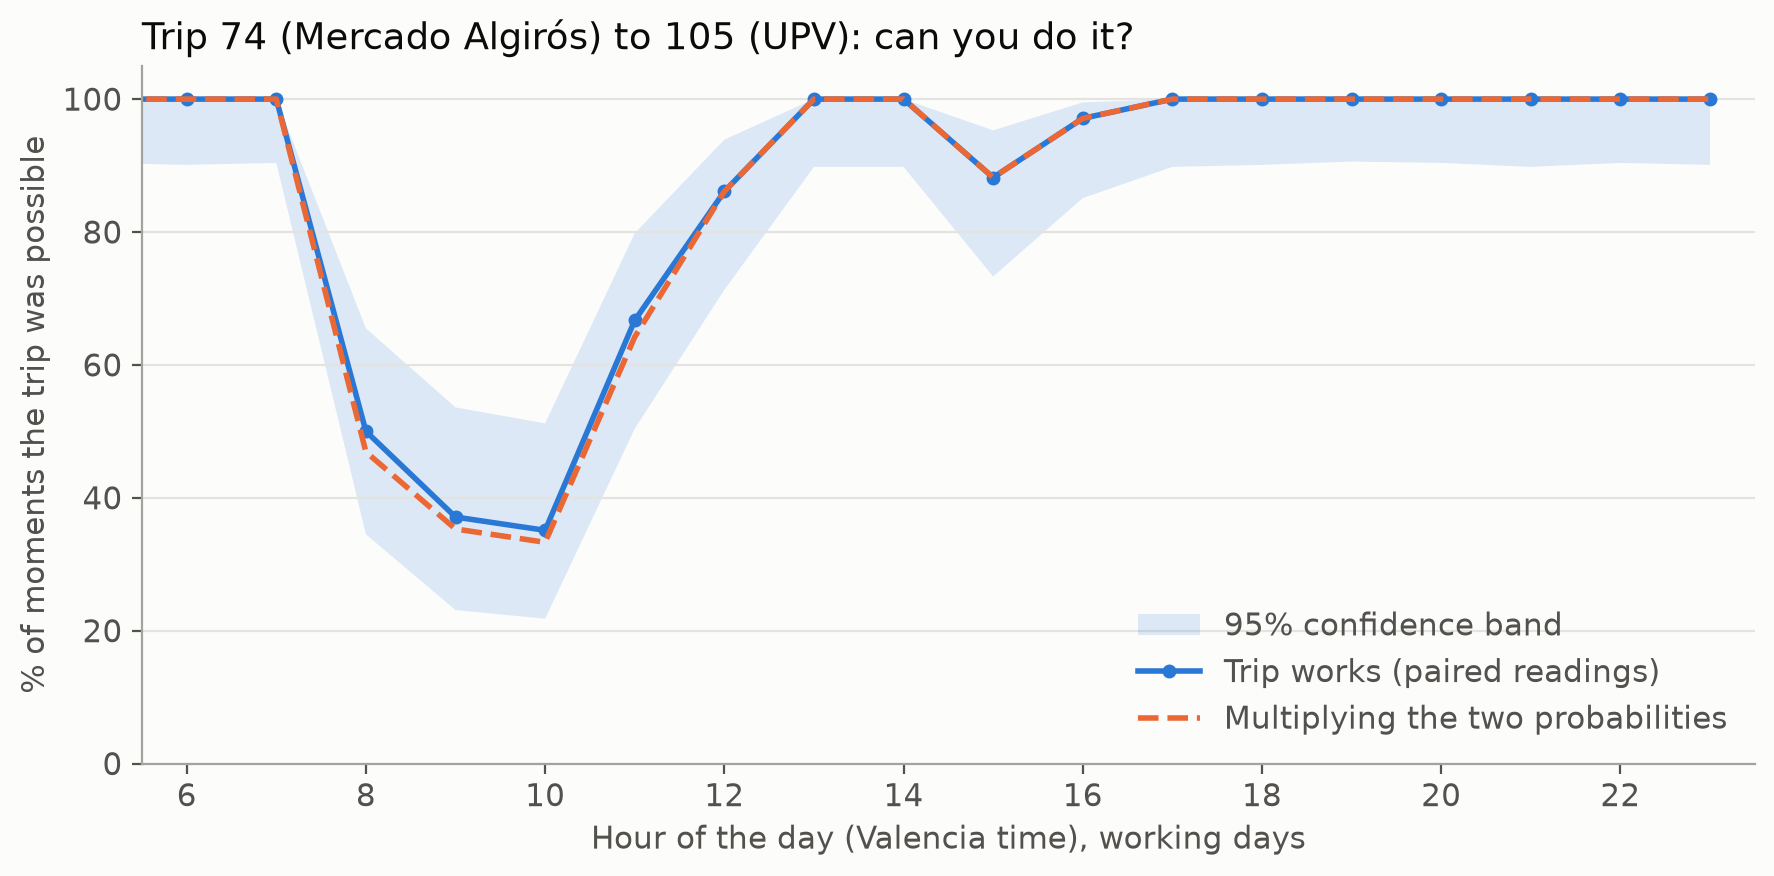 Trip 74 (Mercado Algirós) to 105 (UPV): can you do it?
% of moments the trip was possible
100
80
60
40
20
0
95% confidence band
Trip works (paired readings)
Multiplying the two probabilities
6 8 10 12 14 16 18 20 22
Hour of the day (Valencia time), working days